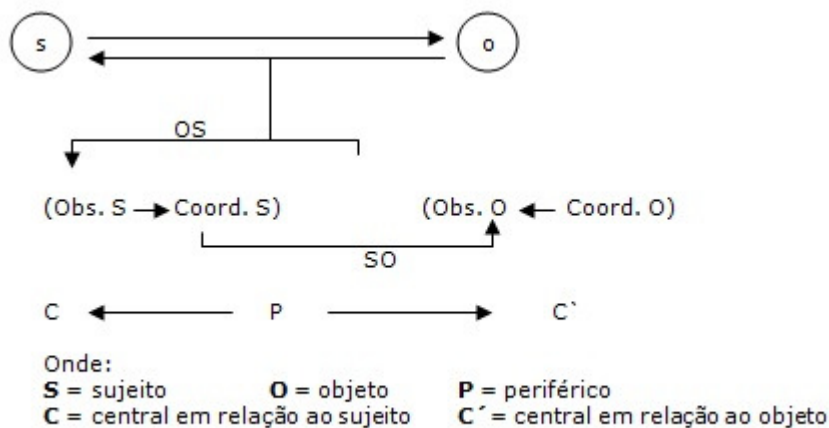 s o
OS
(Obs. S Coord. S) (Obs. O Coord. O)
SO
C P C`
Onde:
S = sujeito O = objeto P = periférico
C = central em relação ao sujeito C´= central em relação ao objeto